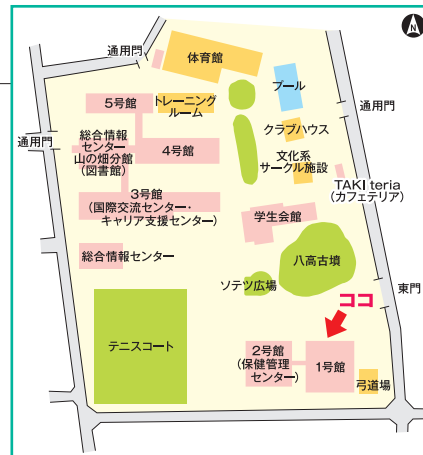 N
通用門
体育館
プール
5号館
トレーニング
ルーム
通用門
通用門
クラブハウス
総合情報
センター
山の畑分館
(図書館)
4号館
文化系
サークル施設
TAKI teria
(カフェテリア)
3号館
(国際交流センター・
キャリア支援センター)
学生会館
総合情報センター
八高古墳
ソテツ広場
東門
ココ
テニスコート
2号館
(保健管理
センター)
1号館
弓道場